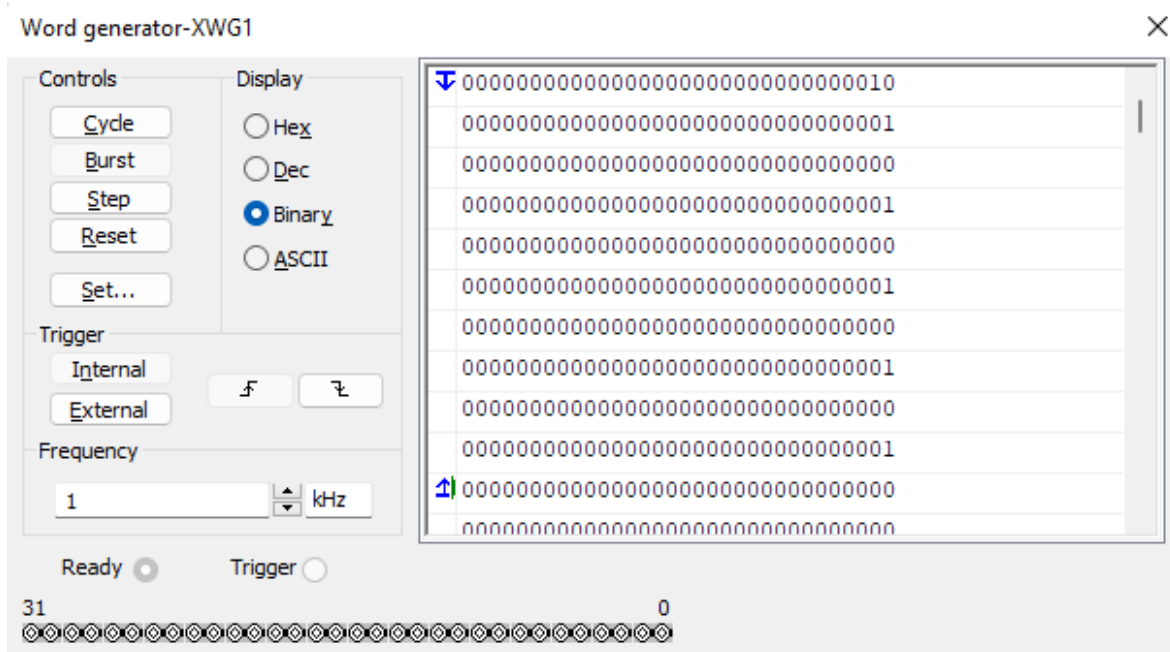 Word generator-XWG1
Controls
Cycle
Burst
Step
Reset
Set...
Display
Hex
Dec
Binary
ASCII
Trigger
Internal
External
Frequency
1
kHz
Ready
Trigger
31
0
00000000000000000000000000000010
00000000000000000000000000000001
00000000000000000000000000000000
00000000000000000000000000000001
00000000000000000000000000000000
00000000000000000000000000000001
00000000000000000000000000000000
00000000000000000000000000000001
00000000000000000000000000000000
00000000000000000000000000000001
00000000000000000000000000000000
00000000000000000000000000000000